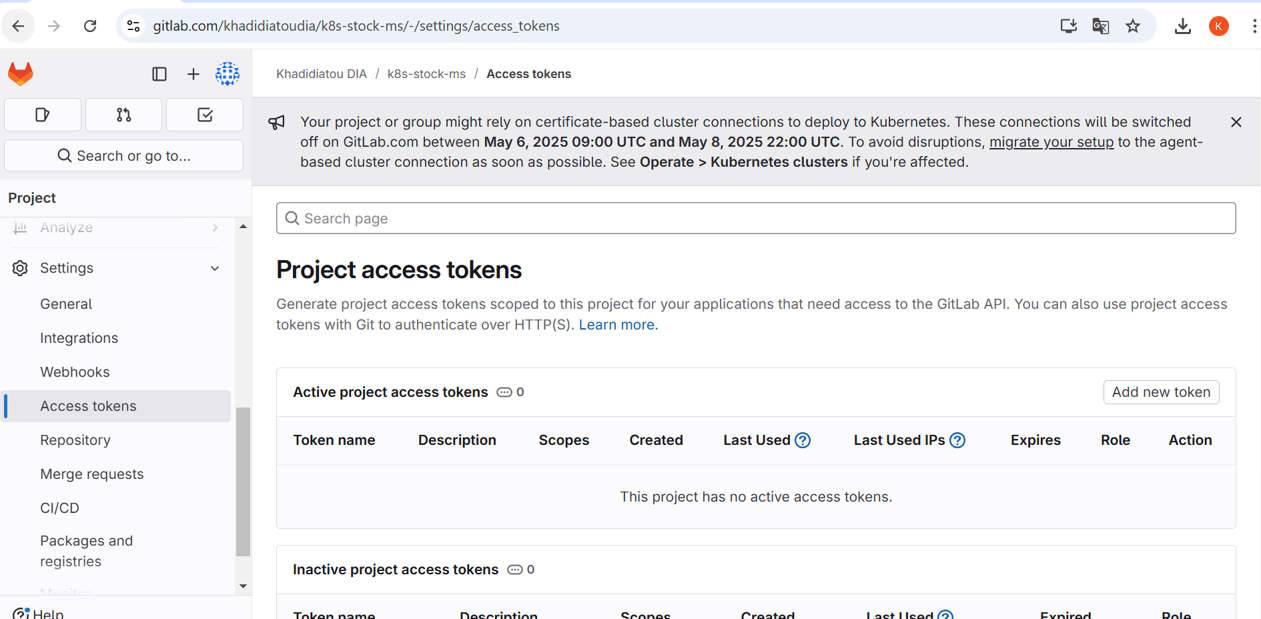 gitlab.com/khadidiatoudia/k8s-stock-ms/-/settings/access_tokens
K
Khadidiatou DIA / k8s-stock-ms / Access tokens
Search or go to...
Your project or group might rely on certificate-based cluster connections to deploy to Kubernetes. These connections will be switched
off on GitLab.com between May 6, 2025 09:00 UTC and May 8, 2025 22:00 UTC. To avoid disruptions, migrate your setup to the agent-
based cluster connection as soon as possible. See Operate > Kubernetes clusters if you're affected.
Project
Analyze
Settings
General
Integrations
Webhooks
Access tokens
Repository
Merge requests
CI/CD
Packages and
registries
Monitor
Help
Search page
Project access tokens
Generate project access tokens scoped to this project for your applications that need access to the GitLab API. You can also use project access
tokens with Git to authenticate over HTTP(S). Learn more.
Active project access tokens 0
Add new token
Token name Description Scopes Created Last Used Last Used IPs Expires Role Action
This project has no active access tokens.
Inactive project access tokens 0
Token name Description Scopes Created Last Used Expired Role